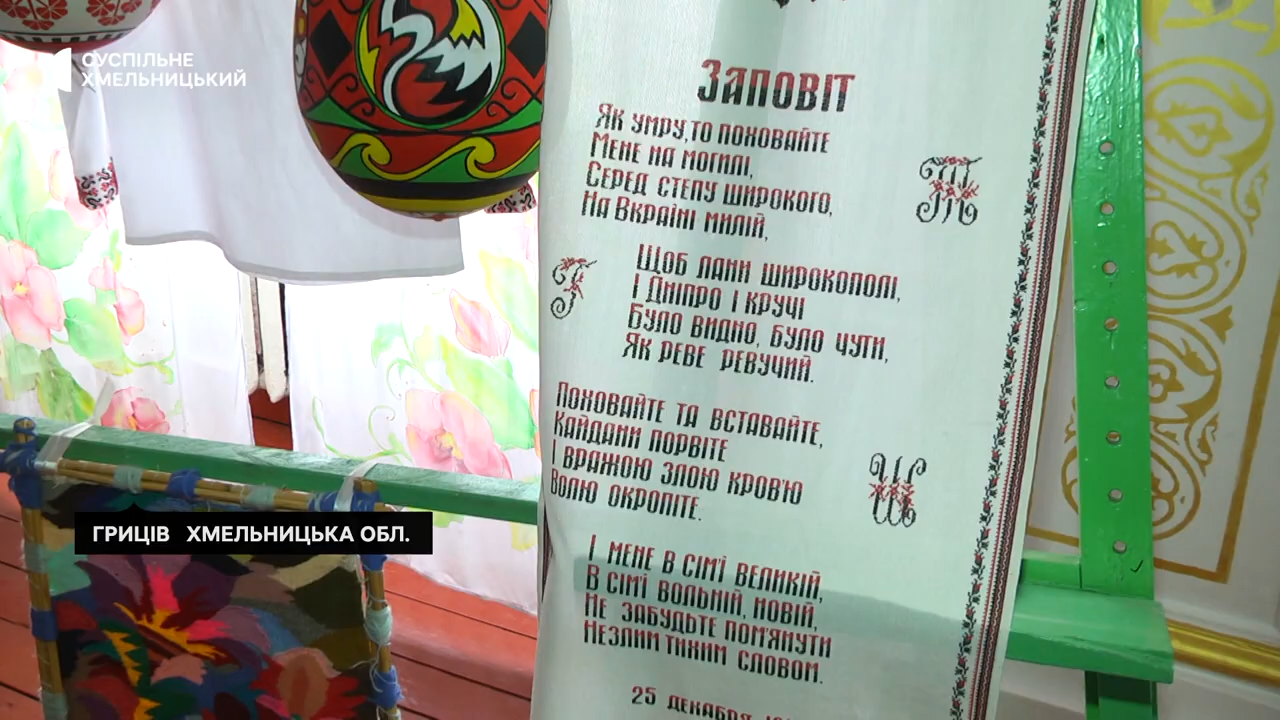 СУСПІЛЬНЕ
ХМЕЛЬНИЦЬКИЙ
ЗАПОВІТ
ЯК УМРУ, ТО ПОХОВАЙТЕ
МЕНЕ НА МОГИЛІ,
СЕРЕД СТЕПУ ШИРОКОГО,
НА ВКРАЇНІ МИЛІЙ,
Т
Г
ЩОБ ЛАНИ ШИРОКОПОЛІ,
І ДНІПРО І КРУЧІ
БУЛО ВИДНО, БУЛО ЧУТИ,
ЯК РЕВЕ РЕВУЧИЙ.
ПОХОВАЙТЕ ТА ВСТАВАЙТЕ,
КАЙДАНИ ПОРВІТЕ
І ВРАЖОЮ ЗЛОЮ КРОВ'Ю
ВОЛЮ ОКРОПІТЕ.
Ш
І МЕНЕ В СІМ'Ї ВЕЛИКІЙ,
В СІМ'Ї ВОЛЬНІЙ, НОВІЙ,
НЕ ЗАБУДЬТЕ ПОМ'ЯНУТИ
НЕЗЛИМ ТИХИМ СЛОВОМ.
25 ДЕКАБРЯ
ГРИЦІВ ХМЕЛЬНИЦЬКА ОБЛ.